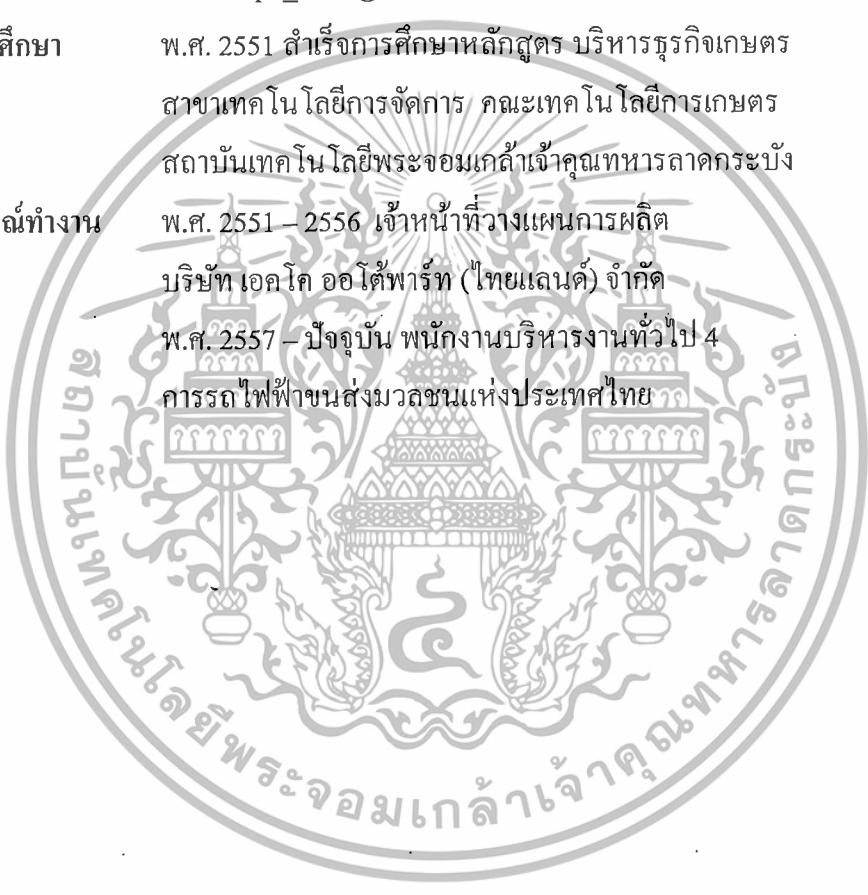 ศึกษา พ.ศ. 2551 สำเร็จการศึกษาหลักสูตร บริหารธุรกิจเกษตร
สาขาเทคโนโลยีการจัดการ คณะเทคโนโลยีการเกษตร
สถาบันเทคโนโลยีพระจอมเกล้าเจ้าคุณทหารลาดกระบัง
ณ์ทำงาน พ.ศ. 2551 – 2556 เจ้าหน้าที่วางแผนการผลิต
บริษัท เอคโค ออโต้พาร์ท (ไทยแลนด์) จำกัด
พ.ศ. 2557 – ปัจจุบัน พนักงานบริหารงานทั่วไป 4
การรถไฟฟ้าขนส่งมวลชนแห่งประเทศไทย
สถาบันเทคโนโลยีพระจอมเกล้าเจ้าคุณทหารลาดกระบัง